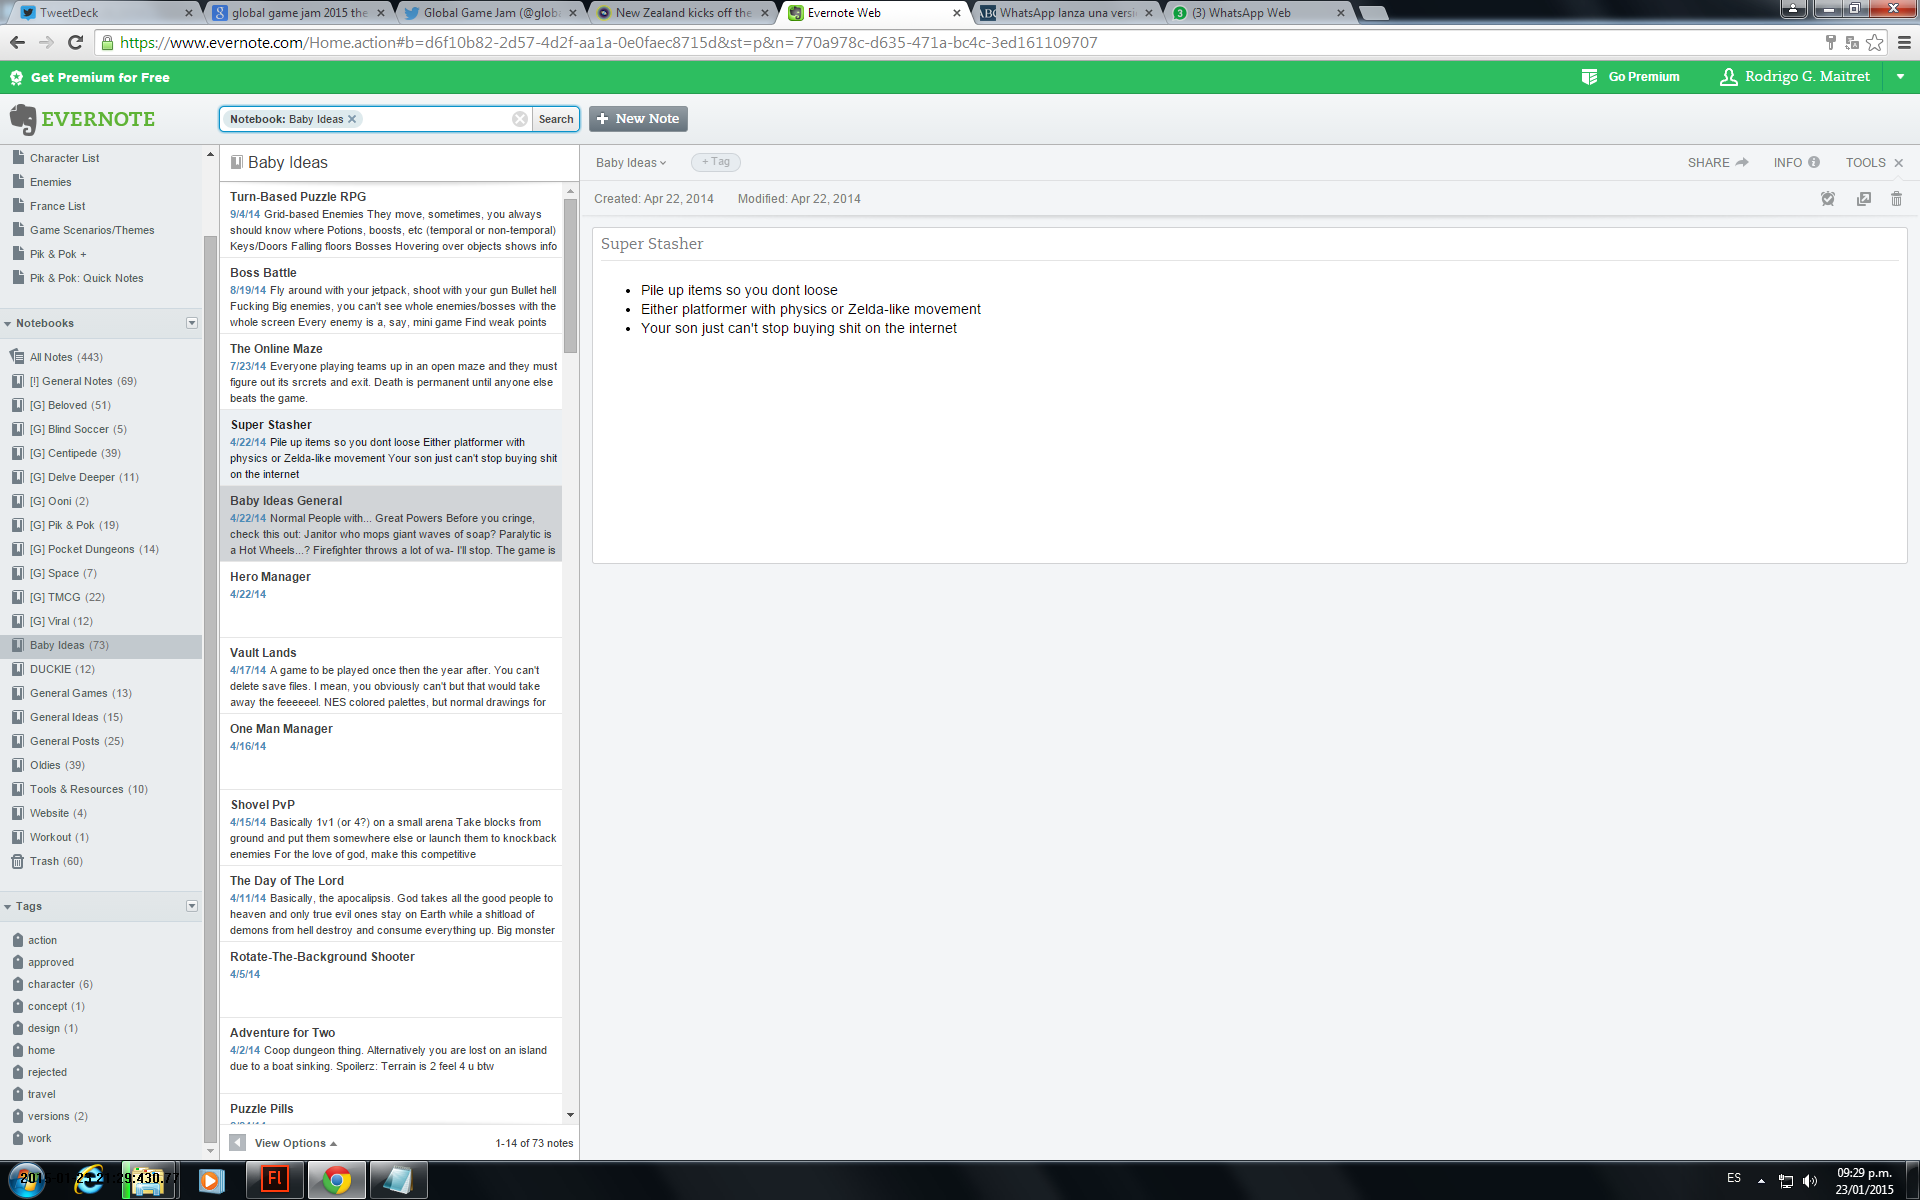 TweetDeck
global game jam 2015 the
Global Game Jam (@globa
New Zealand kicks off the
Evernote Web
ABC
WhatsApp lanza una versi
3
(3) WhatsApp Web
https://www.evernote.com/Home.action#b=d6f10b82-2d57-4d2f-aa1a-0e0faec8715d&st=p&n=770a978c-d635-471a-bc4c-3ed161109707
Get Premium for Free
Go Premium
Rodrigo G. Maitret
EVERNOTE
Notebook: Baby Ideas
Search
+ New Note
Character List
Enemies
France List
Game Scenarios/Themes
Pik & Pok +
Pik & Pok: Quick Notes
Notebooks
All Notes (443)
[!] General Notes (69)
[G] Beloved (51)
[G] Blind Soccer (5)
[G] Centipede (39)
[G] Delve Deeper (11)
[G] Ooni (2)
[G] Pik & Pok (19)
[G] Pocket Dungeons (14)
[G] Space (7)
[G] TMCG (22)
[G] Viral (12)
Baby Ideas (73)
DUCKIE (12)
General Games (13)
General Ideas (15)
General Posts (25)
Oldies (39)
Tools & Resources (10)
Website (4)
Workout (1)
Trash (60)
Tags
action
approved
character (6)
concept (1)
design (1)
home
rejected
travel
versions (2)
work
Baby Ideas
Turn-Based Puzzle RPG
9/4/14 Grid-based Enemies They move, sometimes, you always
should know where Potions, boosts, etc (temporal or non-temporal)
Keys/Doors Falling floors Bosses Hovering over objects shows info
Boss Battle
8/19/14 Fly around with your jetpack, shoot with your gun Bullet hell
Fucking Big enemies, you can't see whole enemies/bosses with the
whole screen Every enemy is a, say, mini game Find weak points
The Online Maze
7/23/14 Everyone playing teams up in an open maze and they must
figure out its srcrets and exit. Death is permanent until anyone else
beats the game.
Super Stasher
4/22/14 Pile up items so you dont loose Either platformer with
physics or Zelda-like movement Your son just can't stop buying shit
on the internet
Baby Ideas General
4/22/14 Normal People with... Great Powers Before you cringe,
check this out: Janitor who mops giant waves of soap? Paralytic is
a Hot Wheels...? Firefighter throws a lot of wa- I'll stop. The game is
Hero Manager
4/22/14
Vault Lands
4/17/14 A game to be played once then the year after. You can't
delete save files. I mean, you obviously can't but that would take
away the feeeeeel. NES colored palettes, but normal drawings for
One Man Manager
4/16/14
Shovel PvP
4/15/14 Basically 1v1 (or 4?) on a small arena Take blocks from
ground and put them somewhere else or launch them to knockback
enemies For the love of god, make this competitive
The Day of The Lord
4/11/14 Basically, the apocalipsis. God takes all the good people to
heaven and only true evil ones stay on Earth while a shitload of
demons from hell destroy and consume everything up. Big monster
Rotate-The-Background Shooter
4/5/14
Adventure for Two
4/2/14 Coop dungeon thing. Alternatively you are lost on an island
due to a boat sinking. Spoilerz: Terrain is 2 feel 4 u btw
Puzzle Pills
View Options
1-14 of 73 notes
Baby Ideas
+ Tag
SHARE
INFO
TOOLS
Created: Apr 22, 2014
Modified: Apr 22, 2014
Super Stasher
• Pile up items so you dont loose
• Either platformer with physics or Zelda-like movement
• Your son just can't stop buying shit on the internet
Fl
ES
09:29 p.m.
23/01/2015